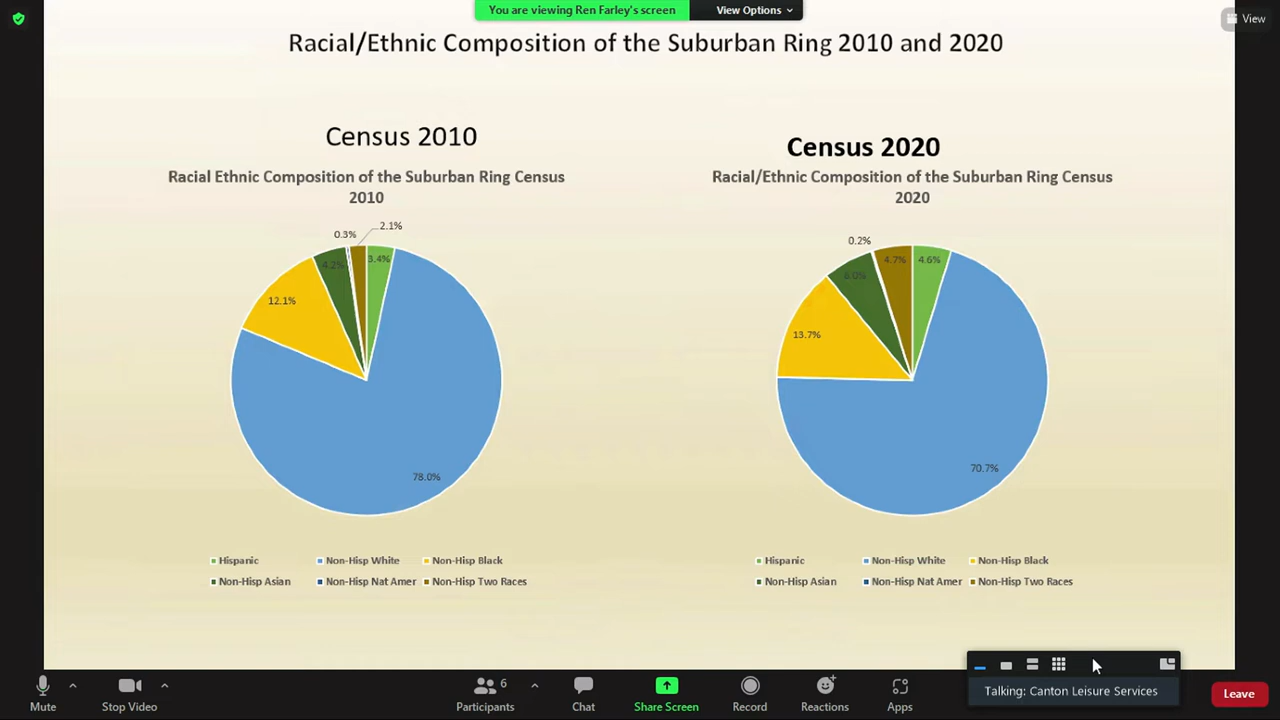 You are viewing Ren Farley's screen
View Options
View
Racial/Ethnic Composition of the Suburban Ring 2010 and 2020
Census 2010
Racial Ethnic Composition of the Suburban Ring Census
2010
2.1%
0.3%
4.2%
3.4%
12.1%
78.0%
Hispanic
Non-Hisp White
Non-Hisp Black
Non-Hisp Asian
Non-Hisp Nat Amer
Non-Hisp Two Races
Census 2020
Racial/Ethnic Composition of the Suburban Ring Census
2020
0.2%
4.7%
4.6%
6.0%
13.7%
70.7%
Hispanic
Non-Hisp White
Non-Hisp Black
Non-Hisp Asian
Non-Hisp Nat Amer
Non-Hisp Two Races
Talking: Canton Leisure Services
Mute
Stop Video
6
Participants
Chat
Share Screen
Record
Reactions
Apps
Leave